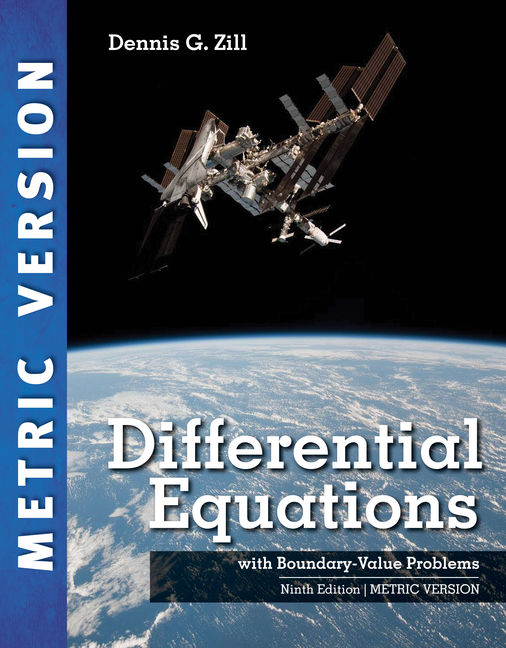 METRIC VERSION
Dennis G. Zill
Differential
Equations
with Boundary-Value Problems
Ninth Edition | METRIC VERSION